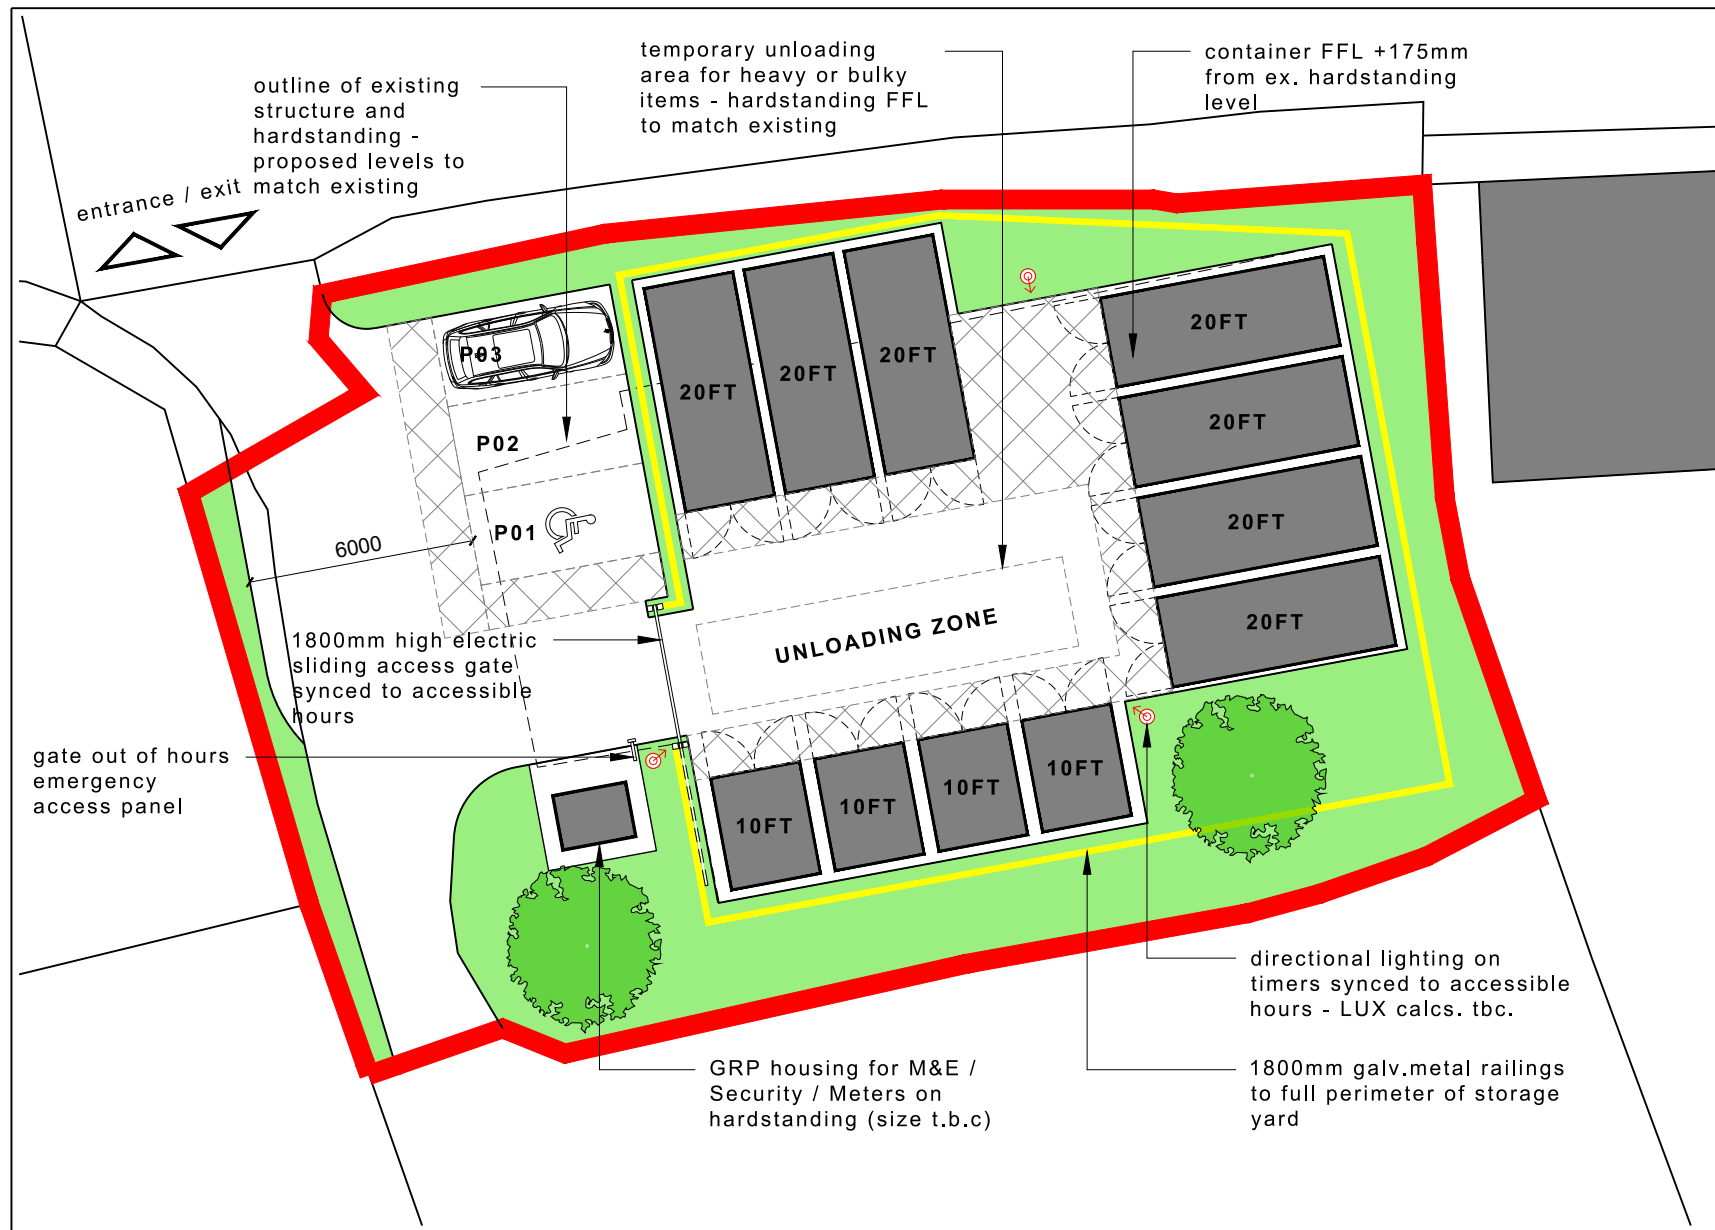 temporary unloading
area for heavy or bulky
items - hardstanding FFL
to match existing
container FFL +175mm
from ex. hardstanding
level
outline of existing
structure and
hardstanding -
proposed levels to
match existing
entrance / exit
20FT
20FT
20FT
20FT
20FT
20FT
20FT
P03
P02
P01
6000
UNLOADING ZONE
1800mm high electric
sliding access gate
synced to accessible
hours
gate out of hours
emergency
access panel
10FT
10FT
10FT
10FT
directional lighting on
timers synced to accessible
hours - LUX calcs. tbc.
GRP housing for M&E /
Security / Meters on
hardstanding (size t.b.c)
1800mm galv.metal railings
to full perimeter of storage
yard